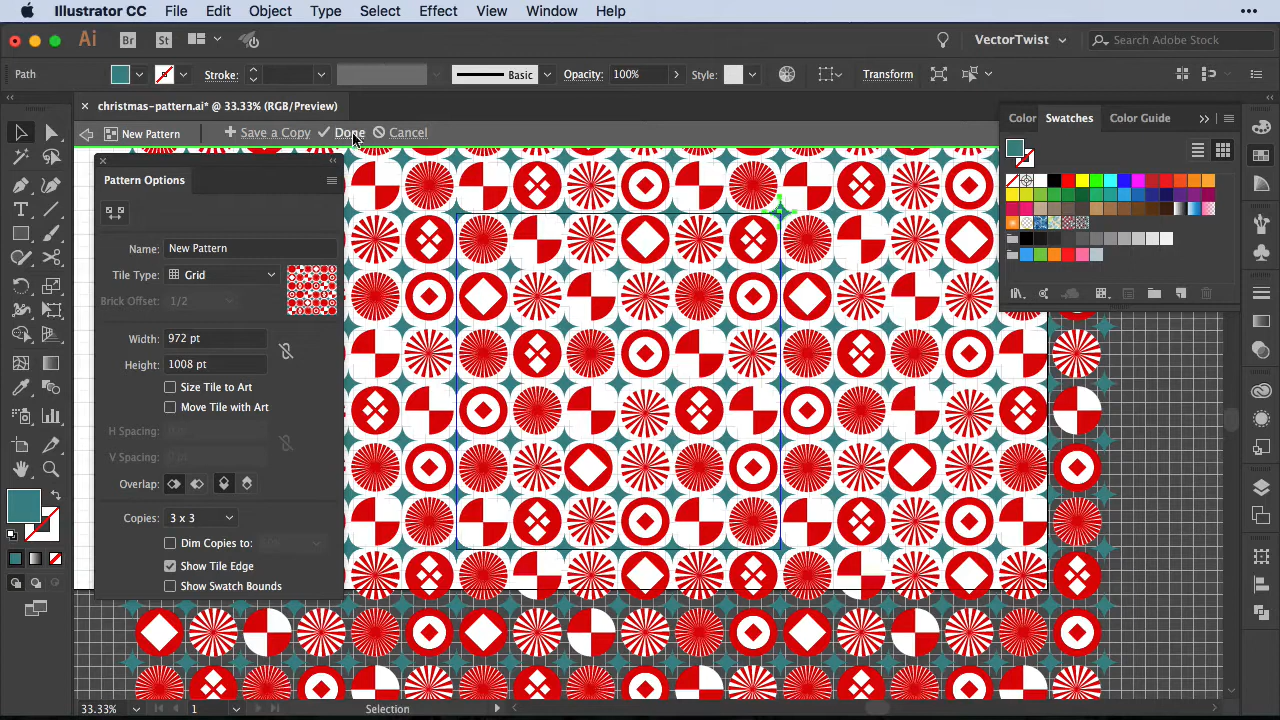 Illustrator CC File Edit Object Type Select Effect View Window Help
Ai Br St VectorTwist Search Adobe Stock
Path Stroke: Basic Opacity: 100% Style: Transform
× christmas-pattern.ai* @ 33.33% (RGB/Preview)
New Pattern Save a Copy Done Cancel
Color Swatches Color Guide
Pattern Options
Name: New Pattern
Tile Type: Grid
Brick Offset: 1/2
Width: 972 pt
Height: 1008 pt
Size Tile to Art
Move Tile with Art
H Spacing:
V Spacing:
Overlap:
Copies: 3 x 3
Dim Copies to:
Show Tile Edge
Show Swatch Bounds
33.33% 1 Selection